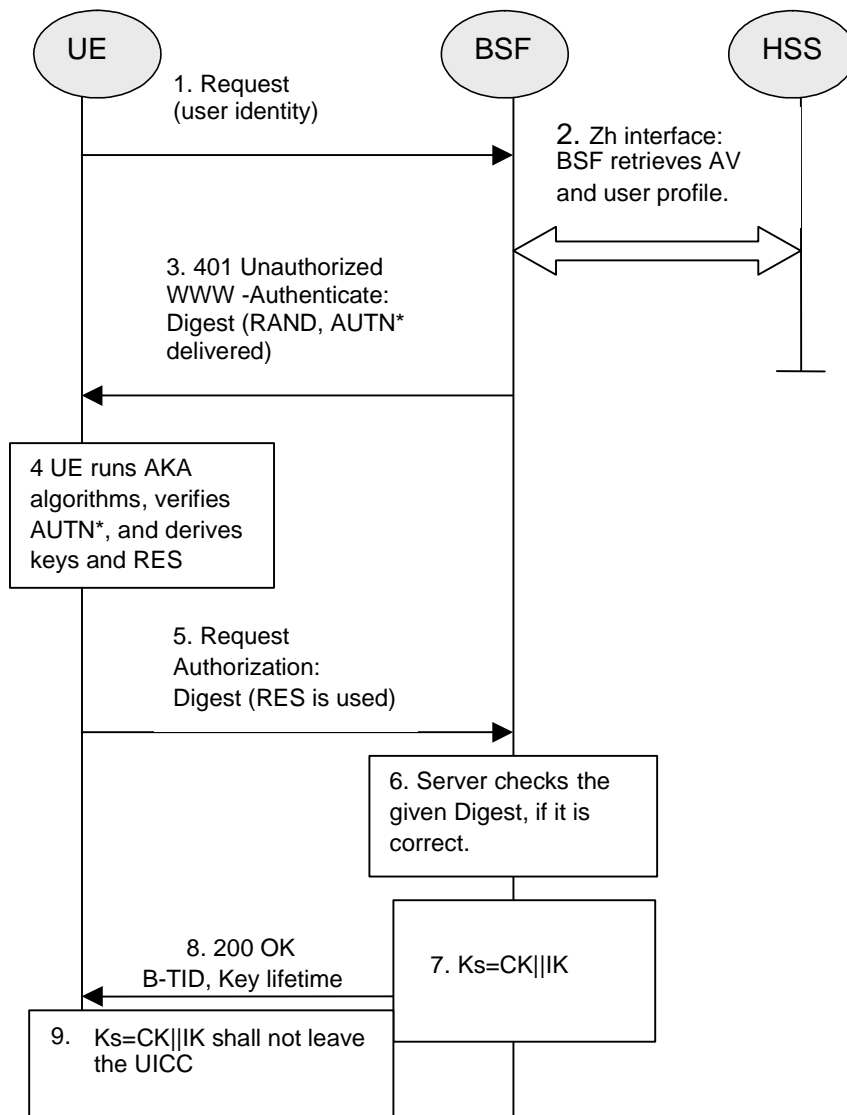 UE
BSF
HSS
1. Request
(user identity)
2. Zh interface:
BSF retrieves AV
and user profile.
3. 401 Unauthorized
WWW -Authenticate:
Digest (RAND, AUTN*
delivered)
4 UE runs AKA
algorithms, verifies
AUTN*, and derives
keys and RES
5. Request
Authorization:
Digest (RES is used)
6. Server checks the
given Digest, if it is
correct.
7. Ks=CK||IK
8. 200 OK
B-TID, Key lifetime
9. Ks=CK||IK shall not leave
the UICC